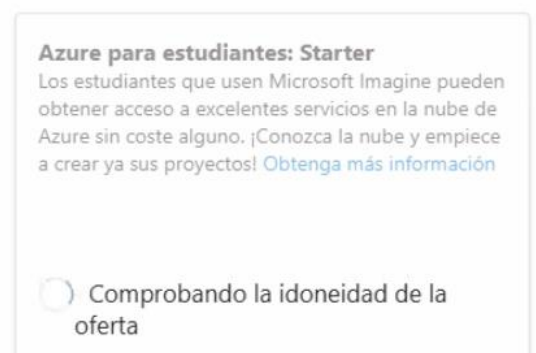 Azure para estudiantes: Starter
Los estudiantes que usen Microsoft Imagine pueden
obtener acceso a excelentes servicios en la nube de
Azure sin coste alguno. ¡Conozca la nube y empiece
a crear ya sus proyectos! Obtenga más información
Comprobando la idoneidad de la
oferta